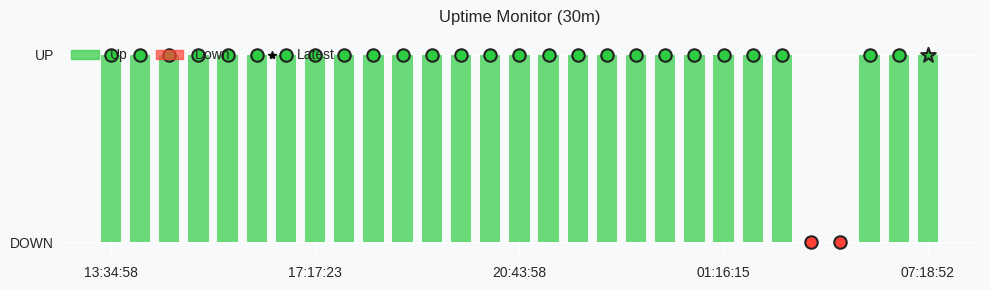 Uptime Monitor (30m)
UP
Up Down Latest
DOWN
13:34:58 17:17:23 20:43:58 01:16:15 07:18:52